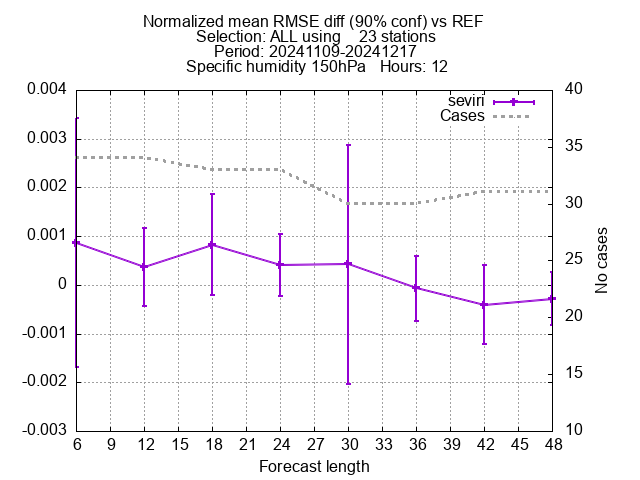 Normalized mean RMSE diff (90% conf) vs REF
Selection: ALL using    23 stations
Period: 20241109-20241217
Specific humidity 150hPa   Hours: 12
seviri
Cases
0.004
0.003
0.002
0.001
0
-0.001
-0.002
-0.003
40
35
30
25
20
15
10
No cases
6 9 12 15 18 21 24 27 30 33 36 39 42 45 48
Forecast length